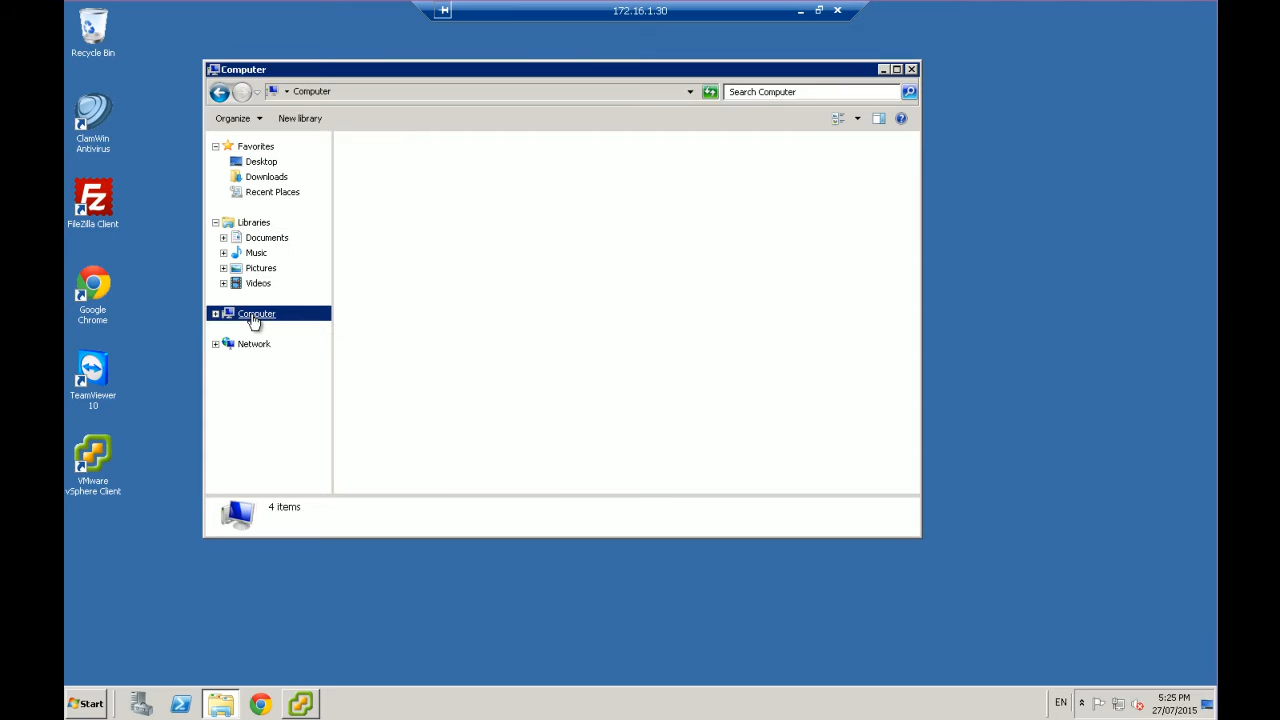 172.16.1.30
Recycle Bin
ClamWin
Antivirus
FileZilla Client
Google
Chrome
TeamViewer
10
VMware
vSphere Client
Computer
Computer
Search Computer
Organize
New library
Favorites
Desktop
Downloads
Recent Places
Libraries
Documents
Music
Pictures
Videos
Computer
Network
4 items
Start
EN
5:25 PM
27/07/2015